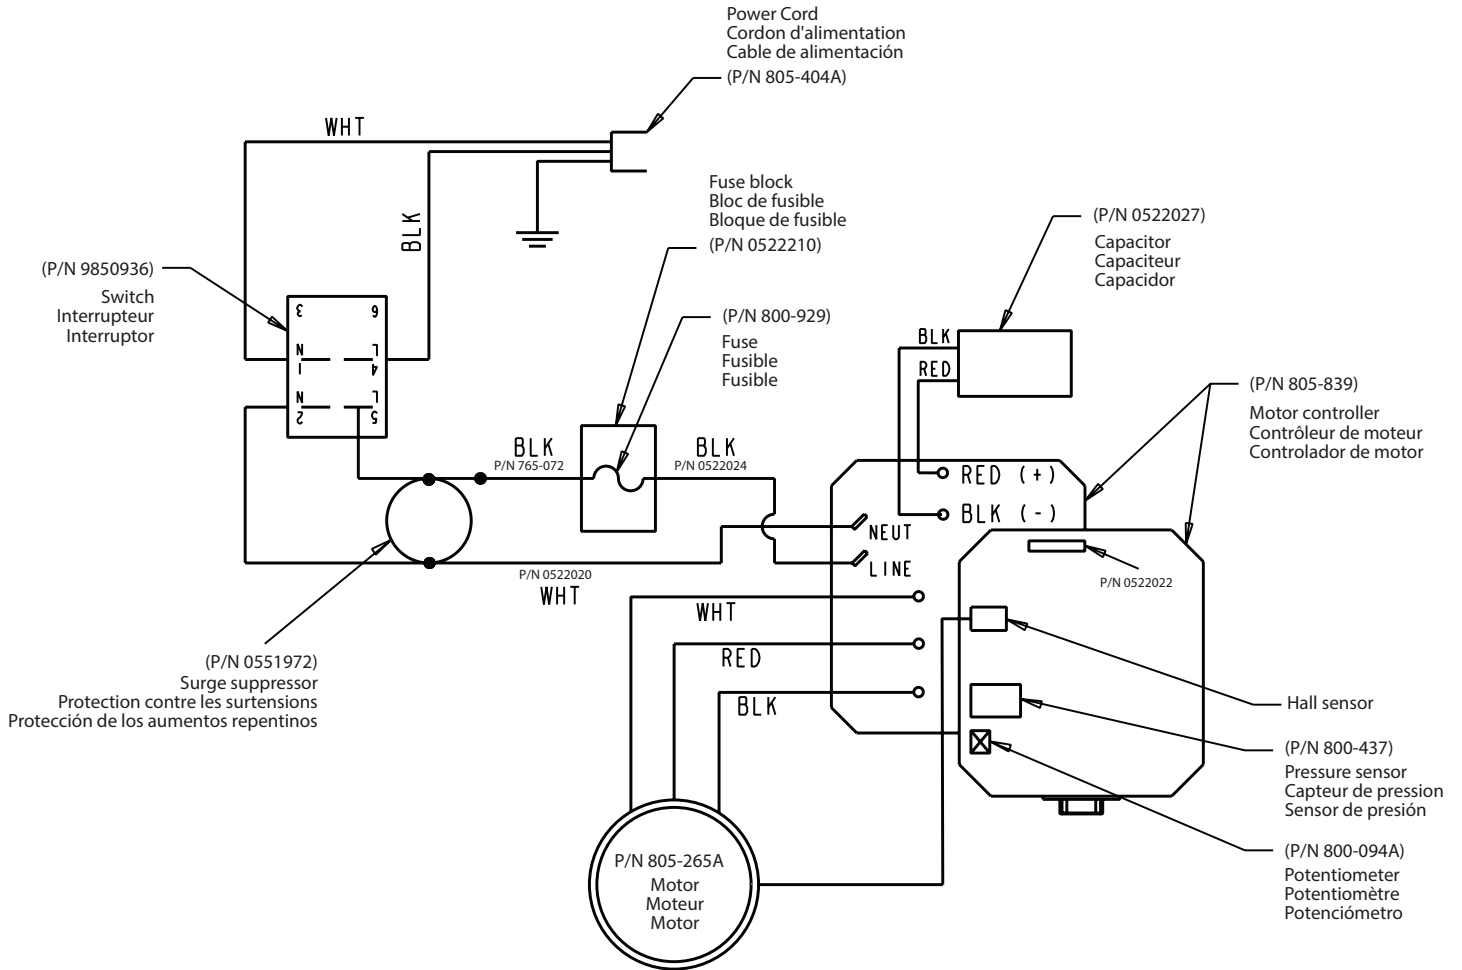 Power Cord
Cordon d'alimentation
Cable de alimentación
(P/N 805-404A)
WHT
BLK
Fuse block
Bloc de fusible
Bloque de fusible
(P/N 0522210)
(P/N 0522027)
Capacitor
Capaciteur
Capacidor
(P/N 9850936)
Switch
Interrupteur
Interruptor
3
6
N
L
1
4
N
L
2
5
(P/N 800-929)
Fuse
Fusible
Fusible
BLK
RED
(P/N 805-839)
Motor controller
Contrôleur de moteur
Controlador de motor
BLK
P/N 765-072
BLK
P/N 0522024
RED (+)
BLK (-)
NEUT
LINE
P/N 0522022
P/N 0522020
WHT
WHT
RED
BLK
(P/N 0551972)
Surge suppressor
Protection contre les surtensions
Protección de los aumentos repentinos
Hall sensor
(P/N 800-437)
Pressure sensor
Capteur de pression
Sensor de presión
(P/N 800-094A)
Potentiometer
Potentiomètre
Potenciómetro
P/N 805-265A
Motor
Moteur
Motor